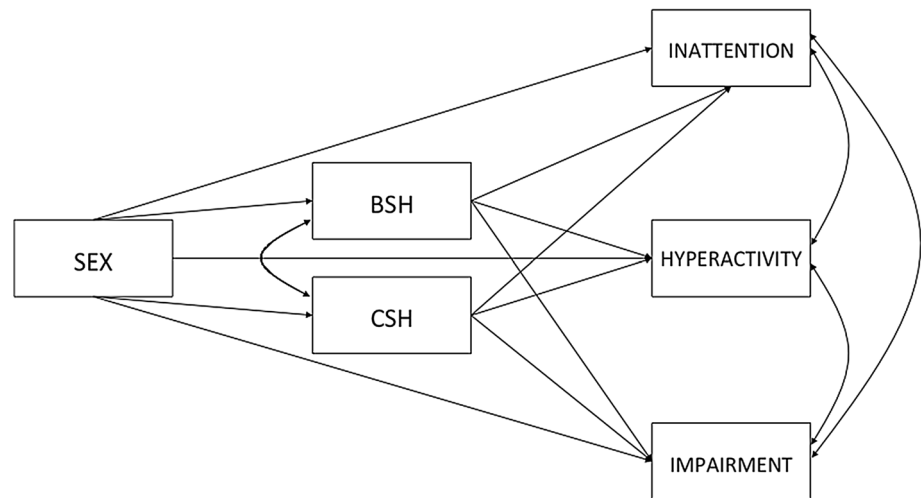 INATTENTION
BSH
SEX
HYPERACTIVITY
CSH
IMPAIRMENT